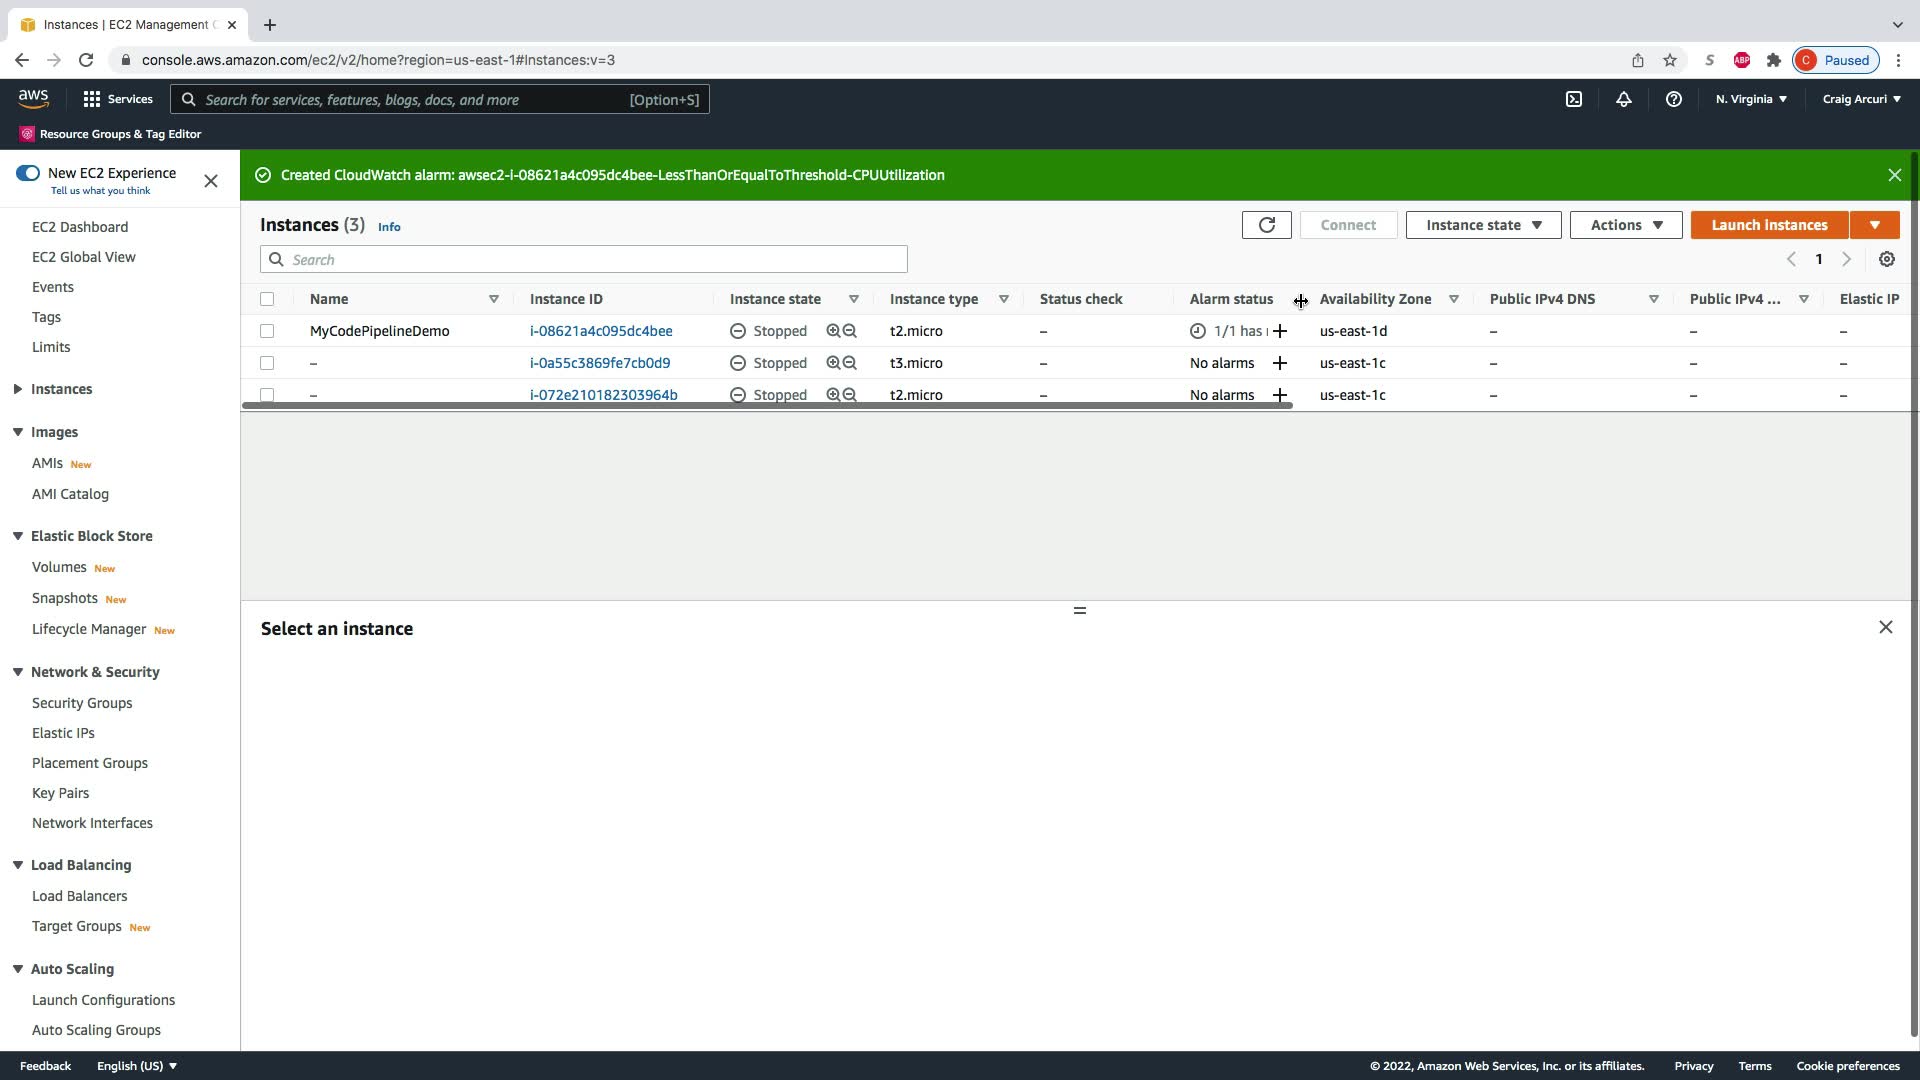 Instances | EC2 Management C
console.aws.amazon.com/ec2/v2/home?region=us-east-1#Instances:v=3
S ABP C Paused
aws Services Search for services, features, blogs, docs, and more [Option+S] N. Virginia Craig Arcuri
Resource Groups & Tag Editor
New EC2 Experience
Tell us what you think
EC2 Dashboard
EC2 Global View
Events
Tags
Limits
Instances
Images
AMIs New
AMI Catalog
Elastic Block Store
Volumes New
Snapshots New
Lifecycle Manager New
Network & Security
Security Groups
Elastic IPs
Placement Groups
Key Pairs
Network Interfaces
Load Balancing
Load Balancers
Target Groups New
Auto Scaling
Launch Configurations
Auto Scaling Groups
Created CloudWatch alarm: awsec2-i-08621a4c095dc4bee-LessThanOrEqualToThreshold-CPUUtilization
Instances (3) Info Connect Instance state Actions Launch instances
Search 1
Name Instance ID Instance state Instance type Status check Alarm status Availability Zone Public IPv4 DNS Public IPv4 ... Elastic IP
MyCodePipelineDemo i-08621a4c095dc4bee Stopped t2.micro – 1/1 has + us-east-1d – – –
– i-0a55c3869fe7cb0d9 Stopped t3.micro – No alarms + us-east-1c – – –
– i-072e210182303964b Stopped t2.micro – No alarms + us-east-1c – – –
Select an instance
Feedback English (US) © 2022, Amazon Web Services, Inc. or its affiliates. Privacy Terms Cookie preferences